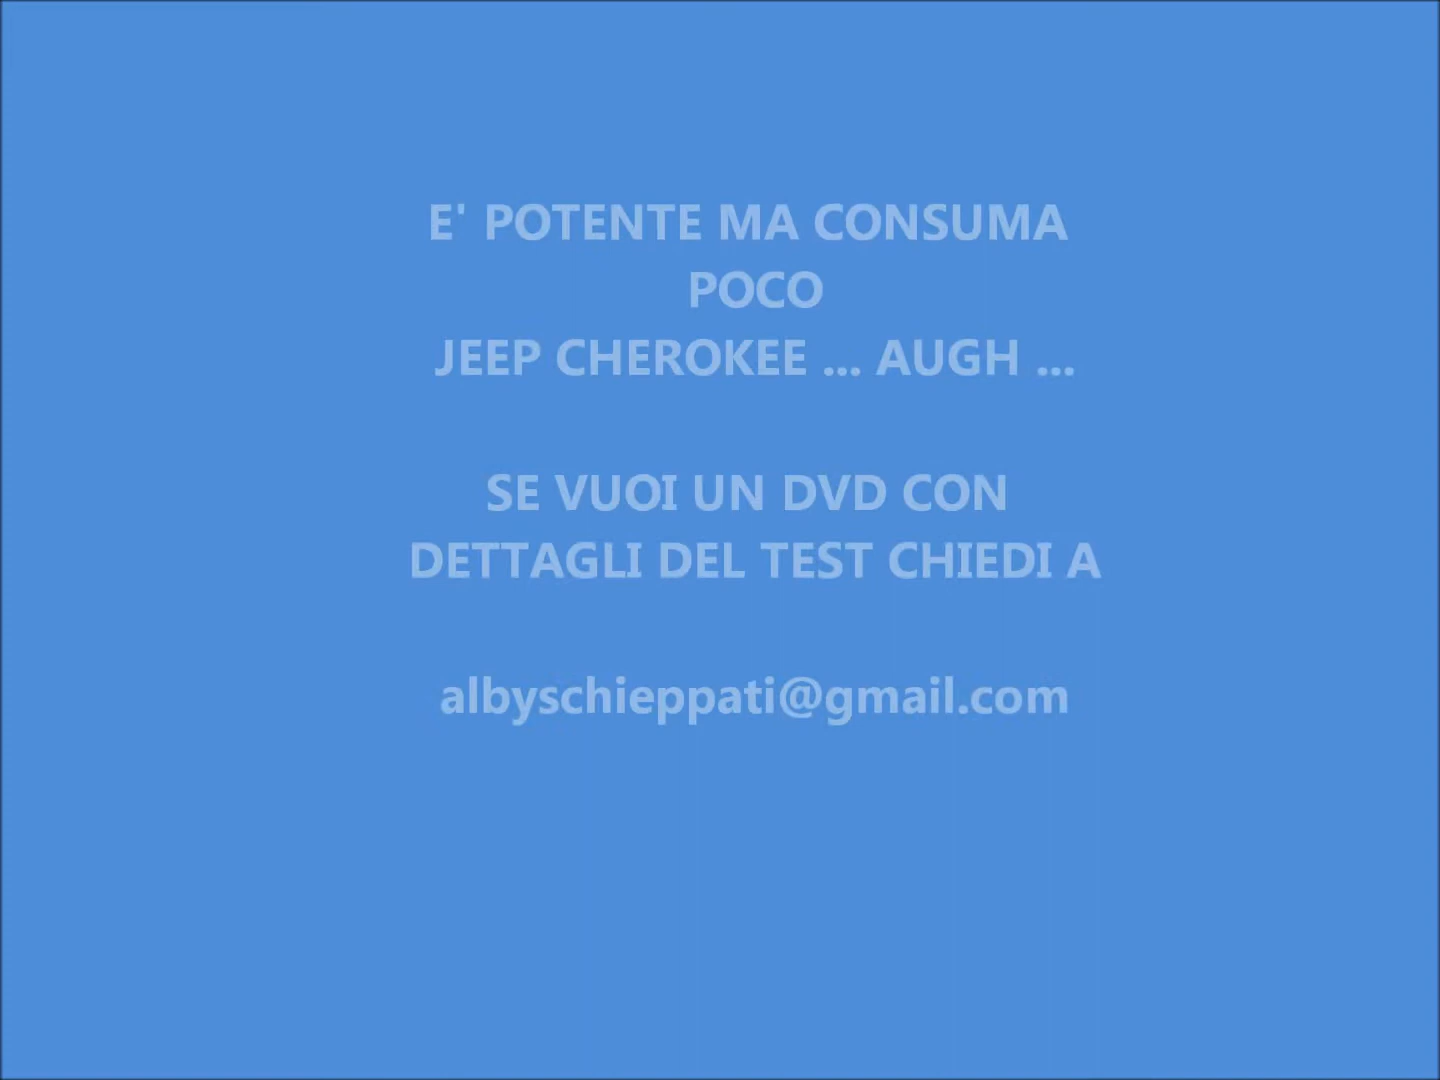 E' POTENTE MA CONSUMA
POCO
JEEP CHEROKEE ... AUGH ...
SE VUOI UN DVD CON
DETTAGLI DEL TEST CHIEDI A
albyschieppati@gmail.com